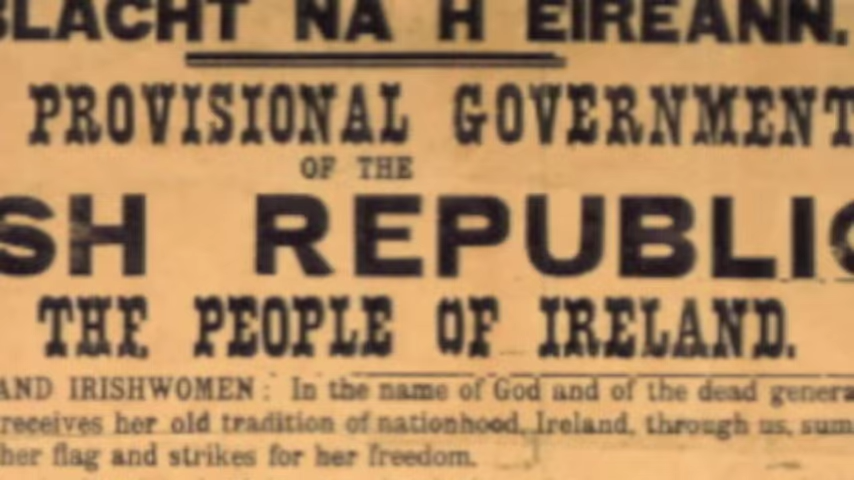 BLACHT NA H EIREANN.
PROVISIONAL GOVERNMENT
OF THE
SH REPUBLIC
THE PEOPLE OF IRELAND.
AND IRISHWOMEN: In the name of God and of the dead genera
receives her old tradition of nationhood, Ireland, through us, sum
her flag and strikes for her freedom.